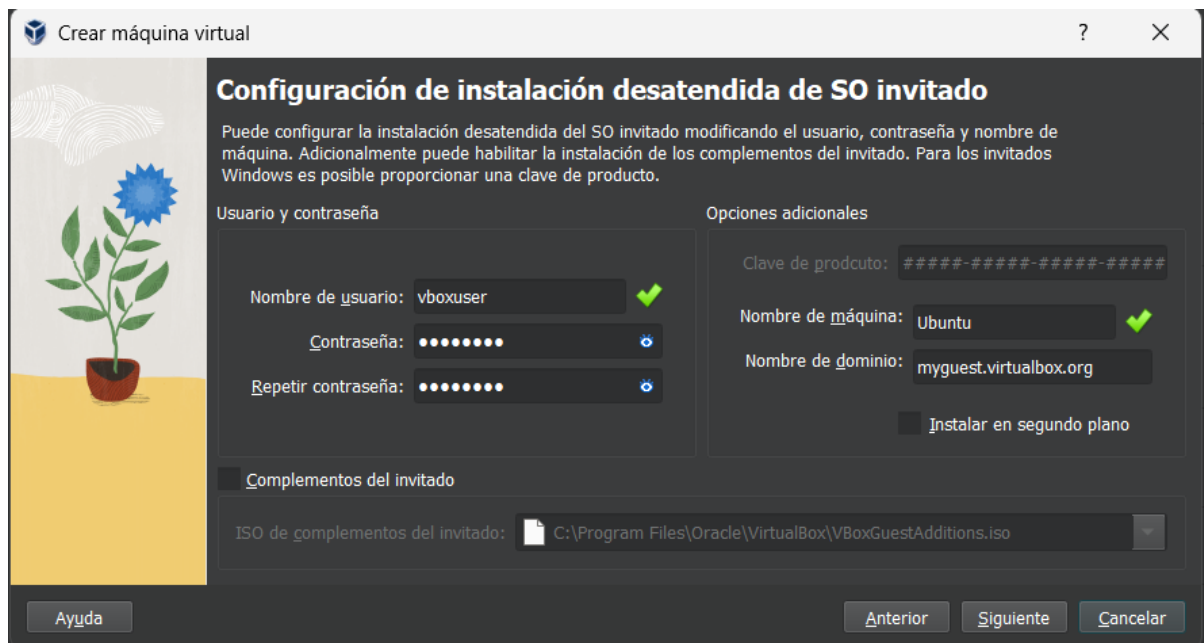 Crear máquina virtual
?
Configuración de instalación desatendida de SO invitado
Puede configurar la instalación desatendida del SO invitado modificando el usuario, contraseña y nombre de
máquina. Adicionalmente puede habilitar la instalación de los complementos del invitado. Para los invitados
Windows es posible proporcionar una clave de producto.
Usuario y contraseña
Nombre de usuario: vboxuser
Contraseña: ●●●●●●●●
Repetir contraseña: ●●●●●●●●
Opciones adicionales
Clave de prodcuto: #####-#####-#####-#####
Nombre de máquina: Ubuntu
Nombre de dominio: myguest.virtualbox.org
Instalar en segundo plano
Complementos del invitado
ISO de complementos del invitado: C:\Program Files\Oracle\VirtualBox\VBoxGuestAdditions.iso
Ayuda
Anterior
Siguiente
Cancelar